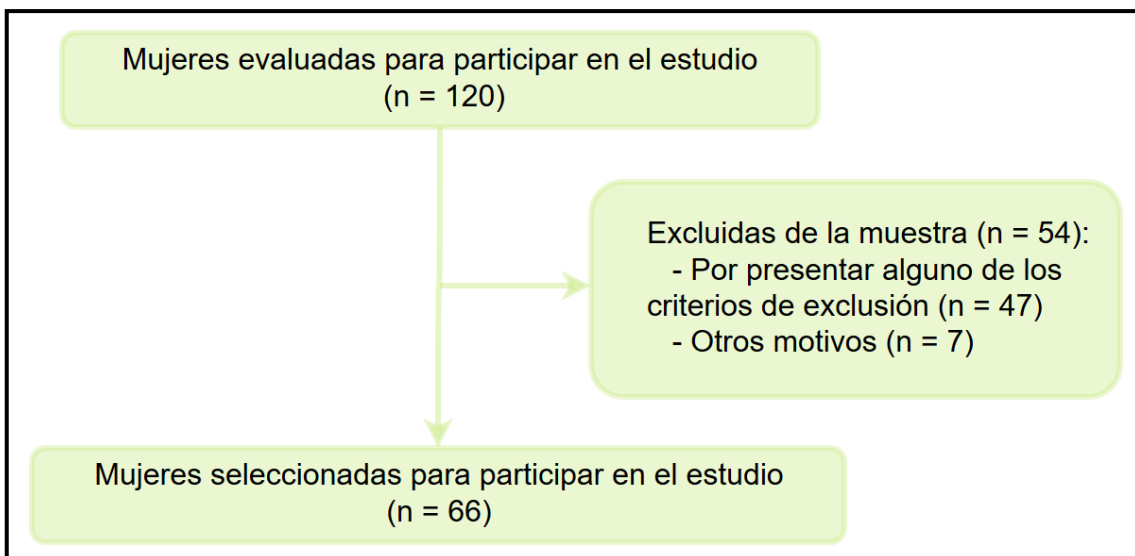 Mujeres evaluadas para participar en el estudio
(n = 120)
Excluidas de la muestra (n = 54):
- Por presentar alguno de los
criterios de exclusión (n = 47)
- Otros motivos (n = 7)
Mujeres seleccionadas para participar en el estudio
(n = 66)